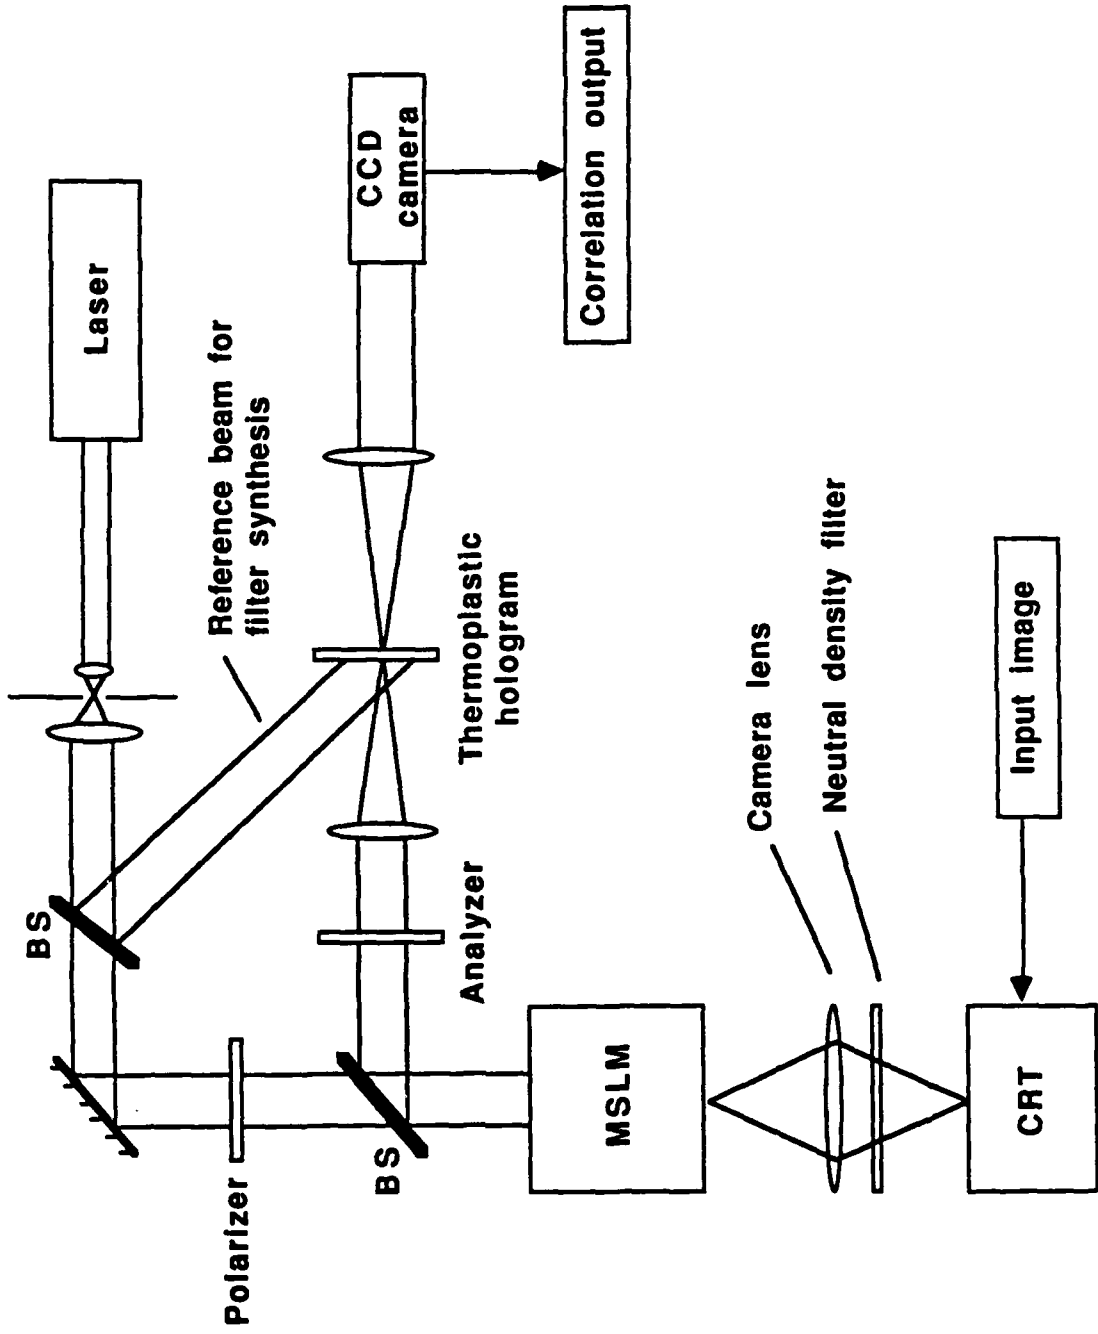 Laser
Reference beam for
filter synthesis
CCD
camera
Correlation output
BS
Thermoplastic
hologram
Analyzer
Polarizer
BS
MSLM
Camera lens
Neutral density filter
CRT
Input image